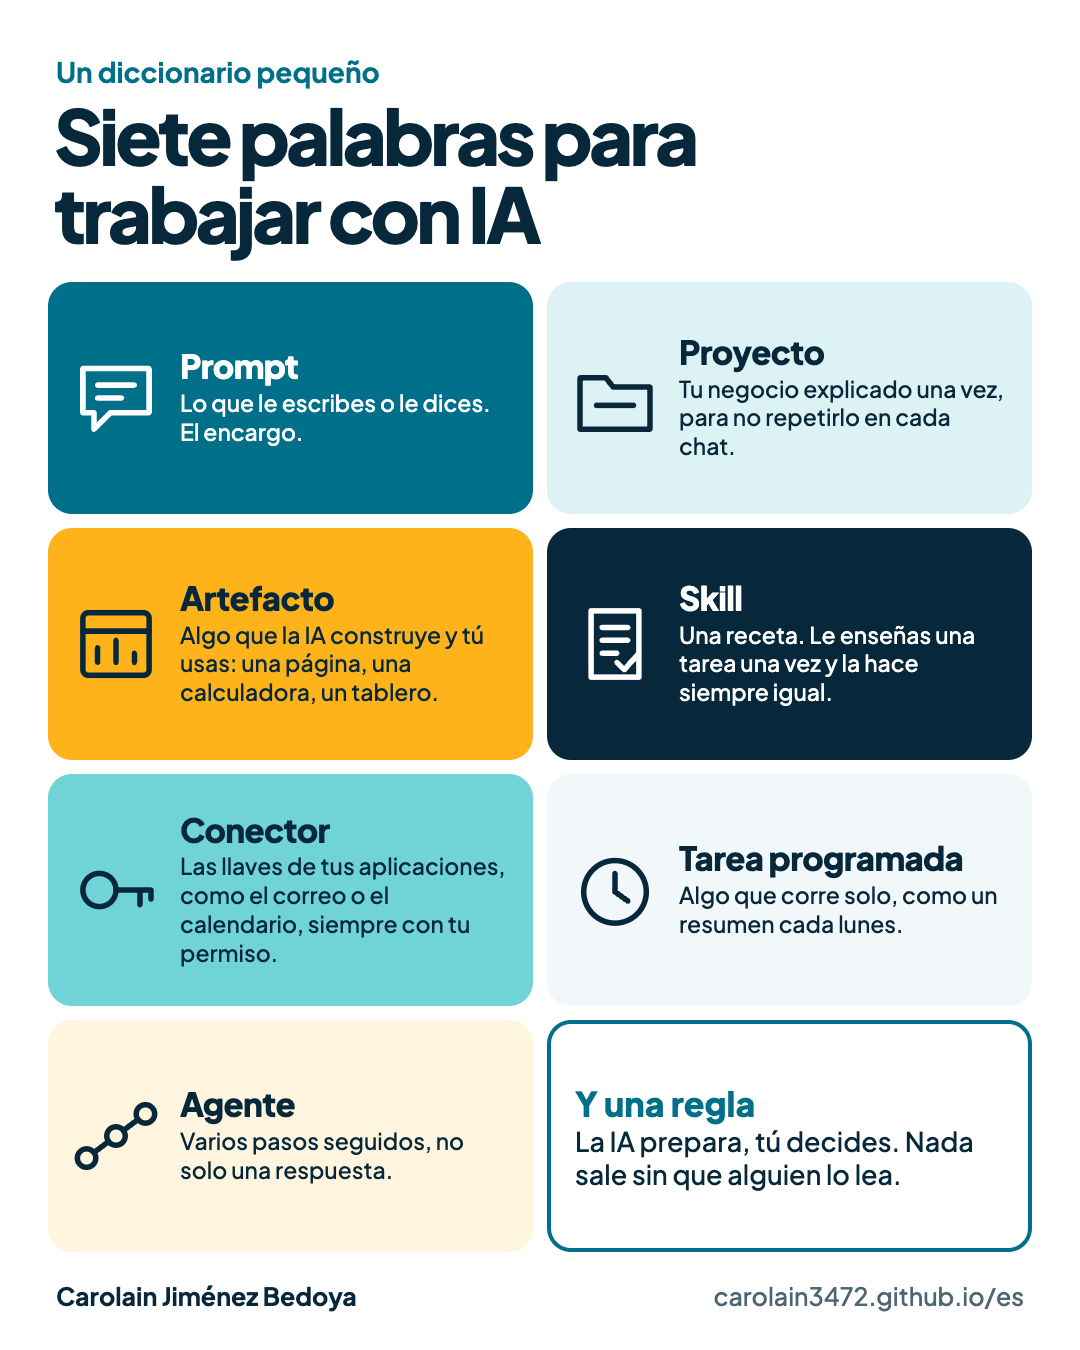 Un diccionario pequeño
Siete palabras para
trabajar con IA
Prompt
Lo que le escribes o le dices.
El encargo.
Proyecto
Tu negocio explicado una vez,
para no repetirlo en cada
chat.
Artefacto
Algo que la IA construye y tú
usas: una página, una
calculadora, un tablero.
Skill
Una receta. Le enseñas una
tarea una vez y la hace
siempre igual.
Conector
Las llaves de tus aplicaciones,
como el correo o el
calendario, siempre con tu
permiso.
Tarea programada
Algo que corre solo, como un
resumen cada lunes.
Agente
Varios pasos seguidos, no
solo una respuesta.
Y una regla
La IA prepara, tú decides. Nada
sale sin que alguien lo lea.
Carolain Jiménez Bedoya
carolain3472.github.io/es